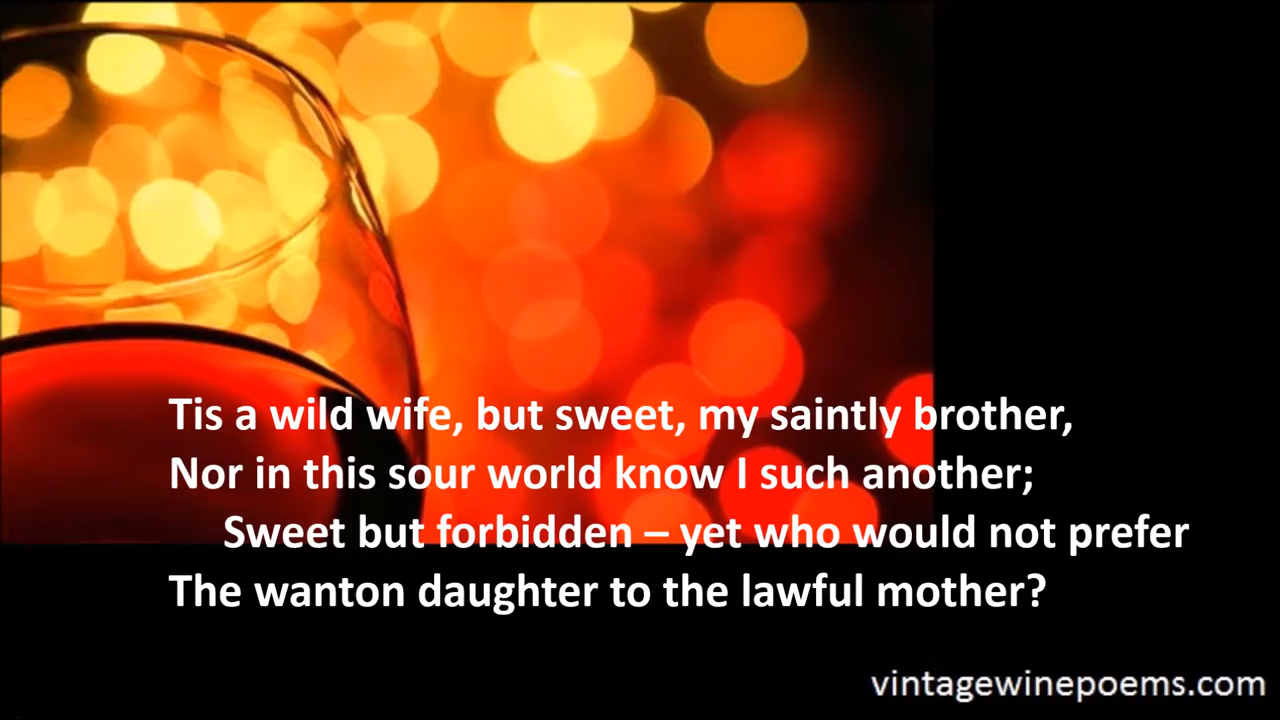 Tis a wild wife, but sweet, my saintly brother,
Nor in this sour world know I such another;
Sweet but forbidden – yet who would not prefer
The wanton daughter to the lawful mother?
vintagewinepoems.com